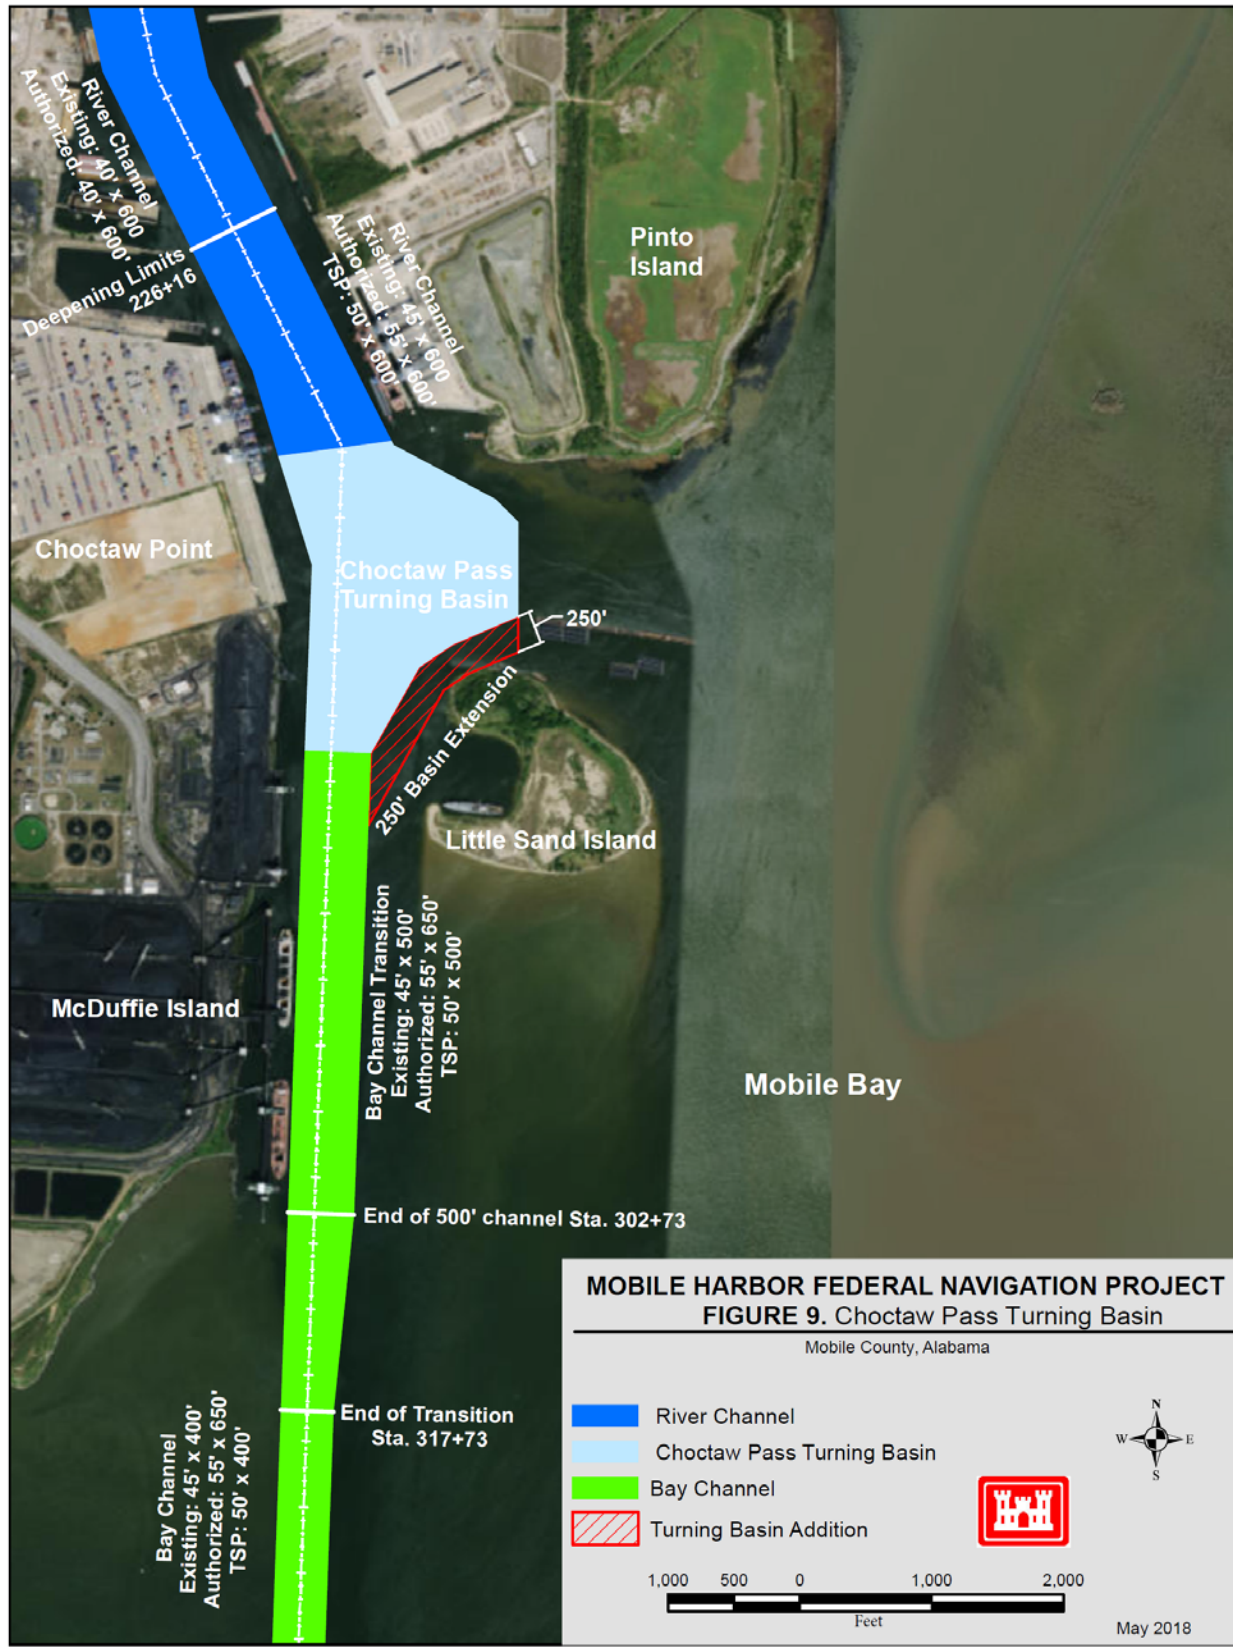 River Channel
Existing: 40' x 600
Authorized: 40' x 600'
Deepening Limits
226+16
River Channel
Existing: 45' x 600
Authorized: 55' x 600'
TSP: 50' x 600'
Pinto
Island
Choctaw Point
Choctaw Pass
Turning Basin
250'
250' Basin Extension
Little Sand Island
Bay Channel Transition
Existing: 45' x 500'
Authorized: 55' x 650'
TSP: 50' x 500'
McDuffie Island
Mobile Bay
End of 500' channel Sta. 302+73
End of Transition
Sta. 317+73
Bay Channel
Existing: 45' x 400'
Authorized: 55' x 650'
TSP: 50' x 400'
MOBILE HARBOR FEDERAL NAVIGATION PROJECT
FIGURE 9. Choctaw Pass Turning Basin
Mobile County, Alabama
River Channel
Choctaw Pass Turning Basin
Bay Channel
Turning Basin Addition
N
W E
S
1,000 500 0 1,000 2,000
Feet
May 2018